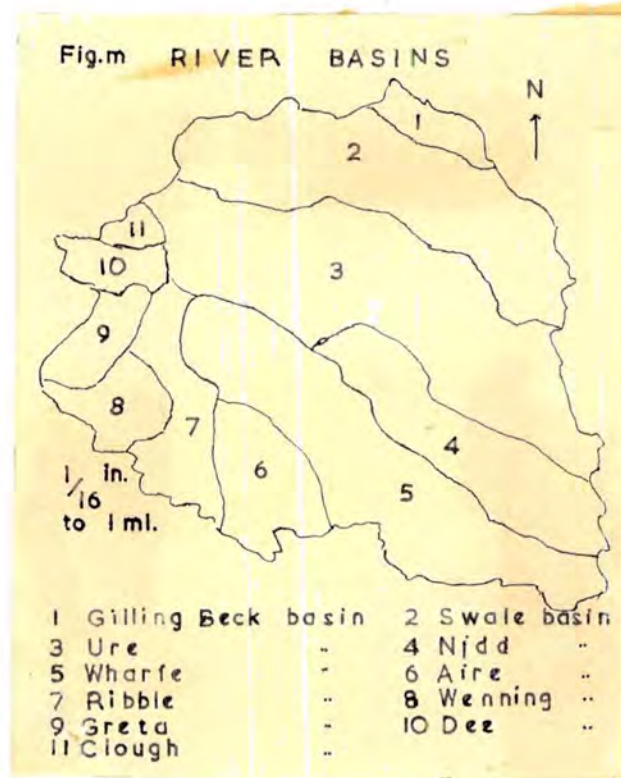 Fig.m RIVER BASINS
N
1
2
11
10
3
9
8
7
6
5
4
1/16 in.
to 1 ml.
1 Gilling Beck basin 2 Swale basin
3 Ure " 4 Nidd "
5 Wharfe " 6 Aire "
7 Ribble " 8 Wenning "
9 Greta " 10 Dee "
11 Clough "